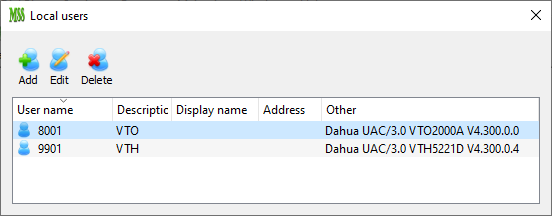 MSS Local users
Add Edit Delete
User name Descriptic Display name Address Other
8001 VTO Dahua UAC/3.0 VTO2000A V4.300.0.0
9901 VTH Dahua UAC/3.0 VTH5221D V4.300.0.4